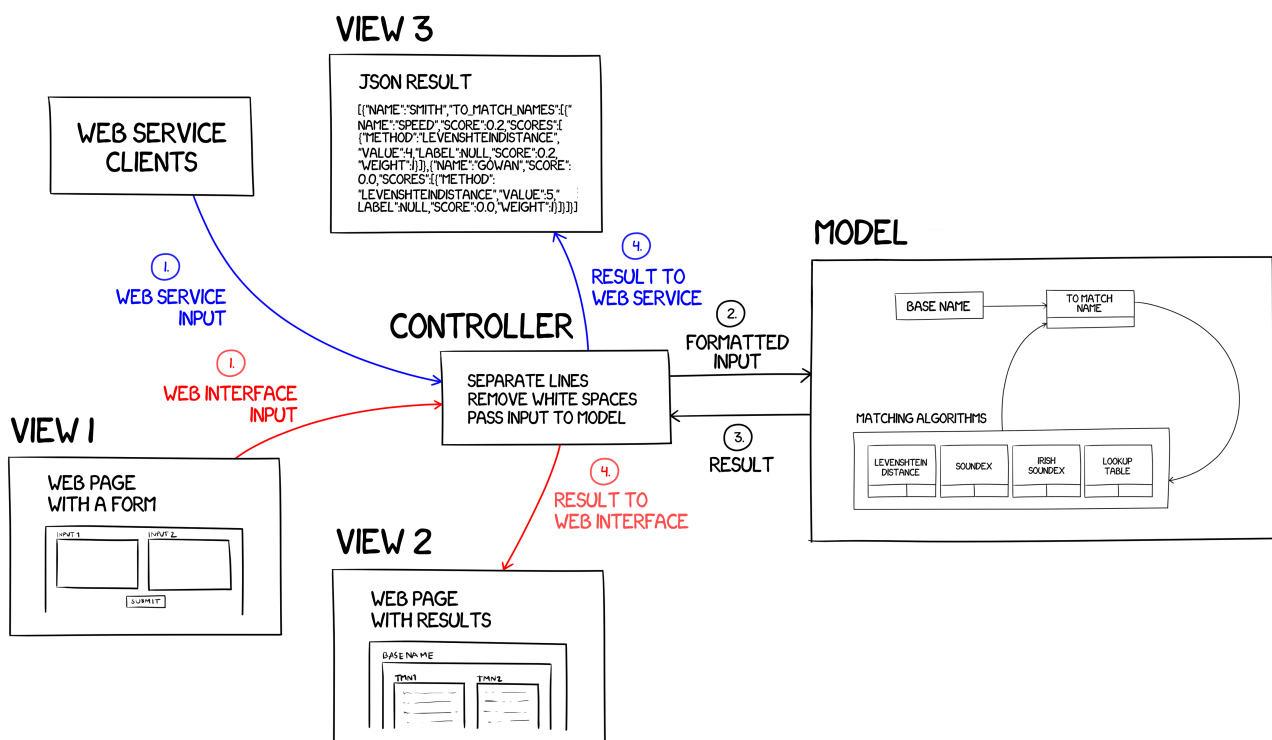 VIEW 3
JSON RESULT
[{"NAME":"SMITH","TO_MATCH_NAMES":[{"
NAME":"SPEED","SCORE":0.2,"SCORES":[
{"METHOD":"LEVENSHTEINDISTANCE",
"VALUE":4,"LABEL":NULL,"SCORE":0.2,
"WEIGHT":1}]},{"NAME":"GOWAN","SCORE":
0.0,"SCORES":[{"METHOD":
"LEVENSHTEINDISTANCE","VALUE":5,"
LABEL":NULL,"SCORE":0.0,"WEIGHT":1}]}]}]
WEB SERVICE
CLIENTS
1.
WEB SERVICE
INPUT
4.
RESULT TO
WEB SERVICE
MODEL
BASE NAME
TO MATCH
NAME
MATCHING ALGORITHMS
LEVENSHTEIN
DISTANCE
SOUNDEX
IRISH
SOUNDEX
LOOKUP
TABLE
CONTROLLER
SEPARATE LINES
REMOVE WHITE SPACES
PASS INPUT TO MODEL
2.
FORMATTED
INPUT
3.
RESULT
1.
WEB INTERFACE
INPUT
VIEW 1
WEB PAGE
WITH A FORM
INPUT 1
INPUT 2
SUBMIT
4.
RESULT TO
WEB INTERFACE
VIEW 2
WEB PAGE
WITH RESULTS
BASE NAME
TMN1
TMN2